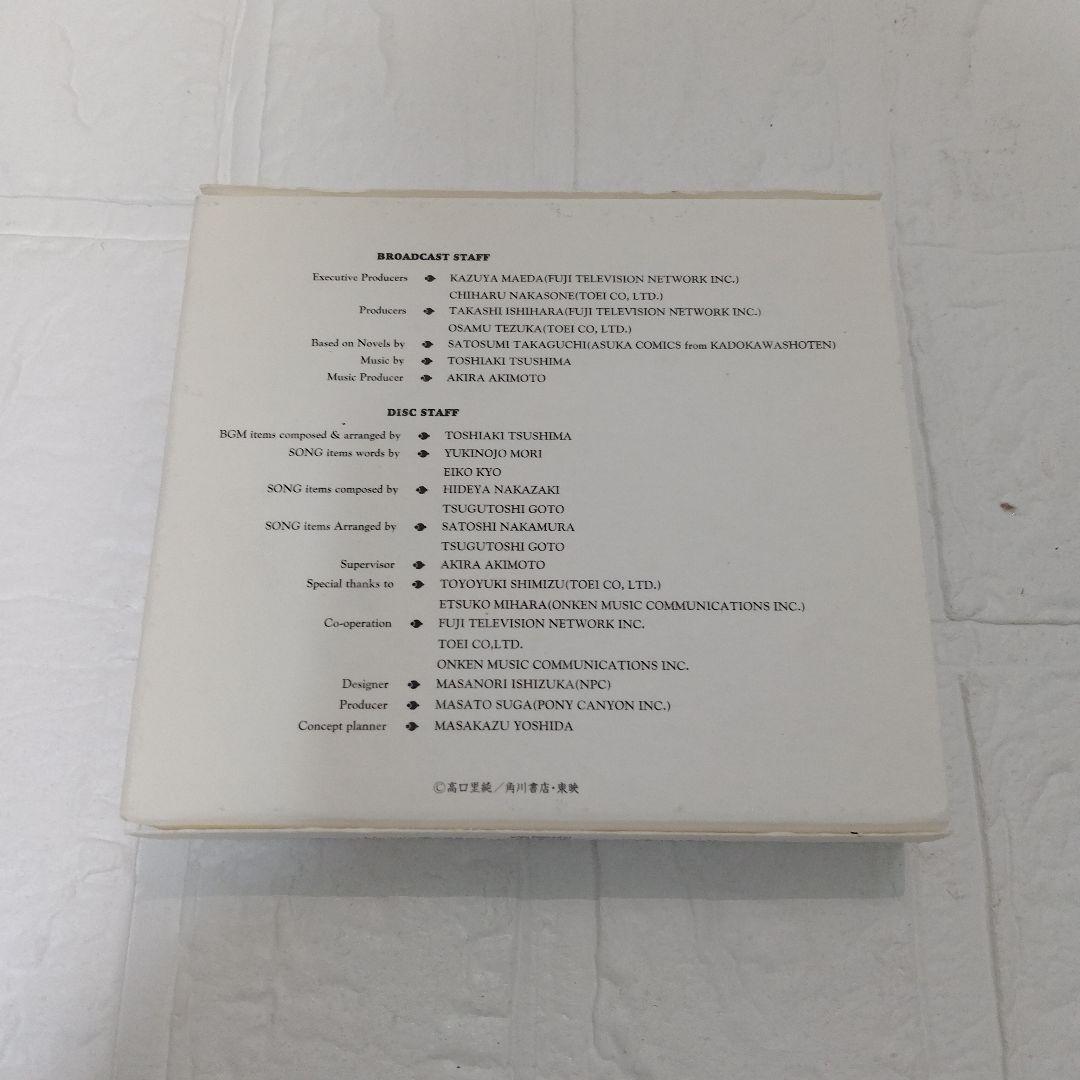 BROADCAST STAFF
Executive Producers KAZUYA MAEDA(FUJI TELEVISION NETWORK INC.)
CHIHARU NAKASONE(TOEI CO, LTD.)
Producers TAKASHI ISHIHARA(FUJI TELEVISION NETWORK INC.)
OSAMU TEZUKA(TOEI CO, LTD.)
Based on Novels by SATOSUMI TAKAGUCHI(ASUKA COMICS from KADOKAWASHOTEN)
Music by TOSHIAKI TSUSHIMA
Music Producer AKIRA AKIMOTO
DISC STAFF
BGM items composed & arranged by TOSHIAKI TSUSHIMA
SONG items words by YUKINOJO MORI
EIKO KYO
SONG items composed by HIDEYA NAKAZAKI
TSUGUTOSHI GOTO
SONG items Arranged by SATOSHI NAKAMURA
TSUGUTOSHI GOTO
Supervisor AKIRA AKIMOTO
Special thanks to TOYOYUKI SHIMIZU(TOEI CO, LTD.)
ETSUKO MIHARA(ONKEN MUSIC COMMUNICATIONS INC.)
Co-operation FUJI TELEVISION NETWORK INC.
TOEI CO,LTD.
ONKEN MUSIC COMMUNICATIONS INC.
Designer MASANORI ISHIZUKA(NPC)
Producer MASATO SUGA(PONY CANYON INC.)
Concept planner MASAKAZU YOSHIDA
©高口里純／角川書店・東映